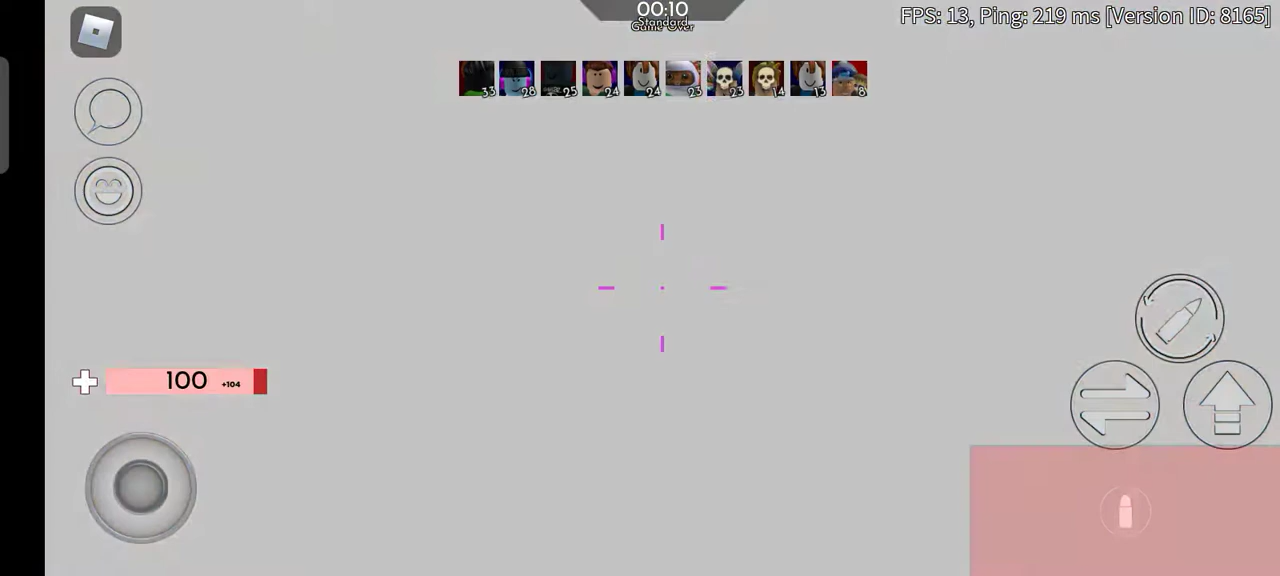 00:10
Standard
Game Over
FPS: 13, Ping: 219 ms [Version ID: 8165]
33 28 25 24 24 23 23 14 13 8
100 +104